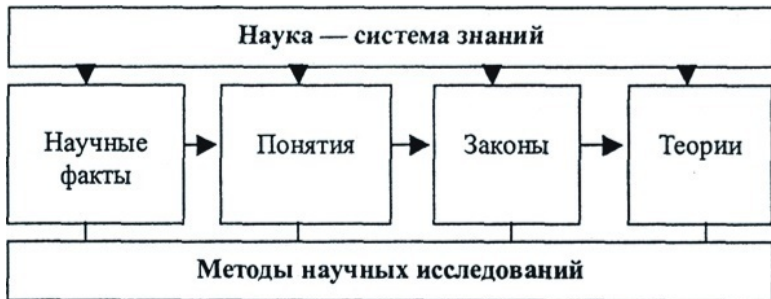 Наука — система знаний
Научные
факты
Понятия
Законы
Теории
Методы научных исследований